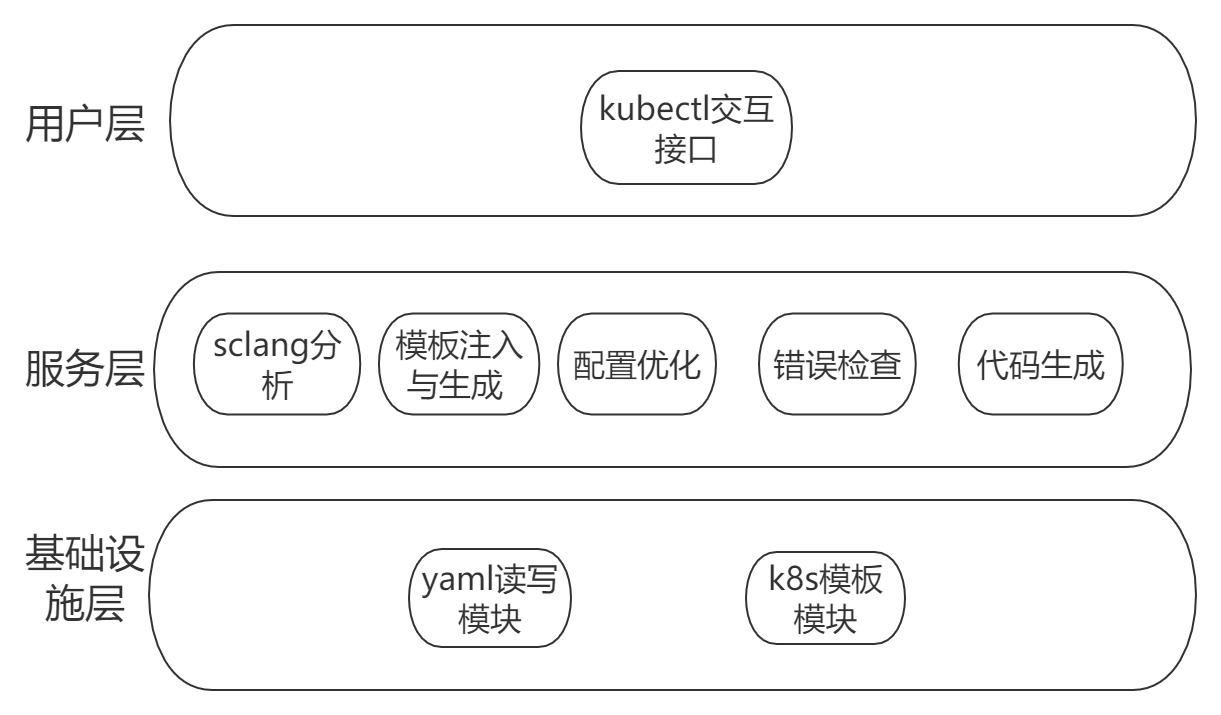 用户层
kubectl交互
接口
服务层
sclang分
析
模板注入
与生成
配置优化
错误检查
代码生成
基础设
施层
yaml读写
模块
k8s模板
模块